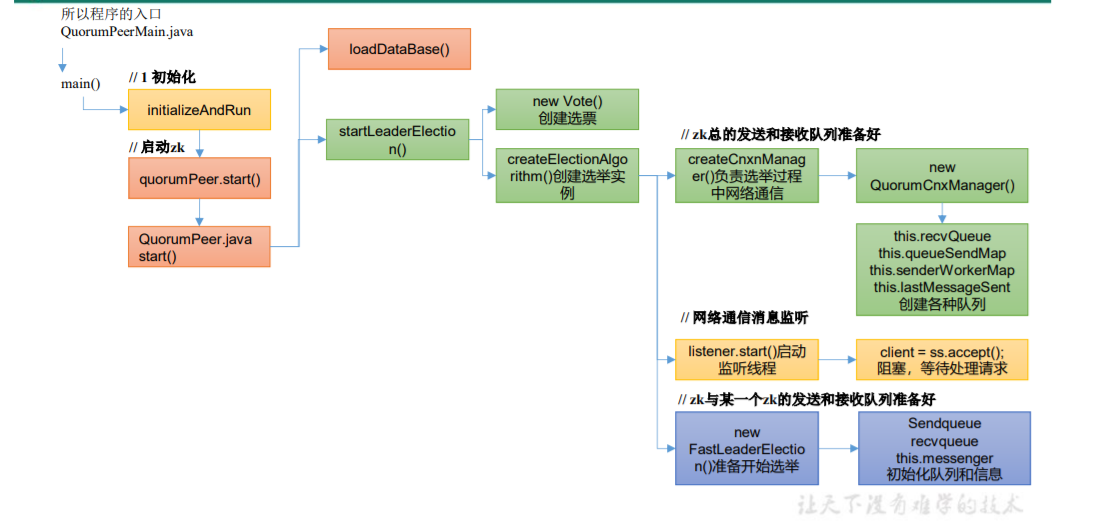 所以程序的入口
QuorumPeerMain.java
main()
// 1 初始化
initializeAndRun
// 启动zk
quorumPeer.start()
QuorumPeer.java
start()
loadDataBase()
startLeaderElectio
n()
new Vote()
创建选票
createElectionAlgo
rithm()创建选举实
例
// zk总的发送和接收队列准备好
createCnxnManag
er()负责选举过程
中网络通信
new
QuorumCnxManager()
this.recvQueue
this.queueSendMap
this.senderWorkerMap
this.lastMessageSent
创建各种队列
// 网络通信消息监听
listener.start()启动
监听线程
client = ss.accept();
阻塞，等待处理请求
// zk与某一个zk的发送和接收队列准备好
new
FastLeaderElectio
n()准备开始选举
Sendqueue
recvqueue
this.messenger
初始化队列和信息
让天下没有难学的技术